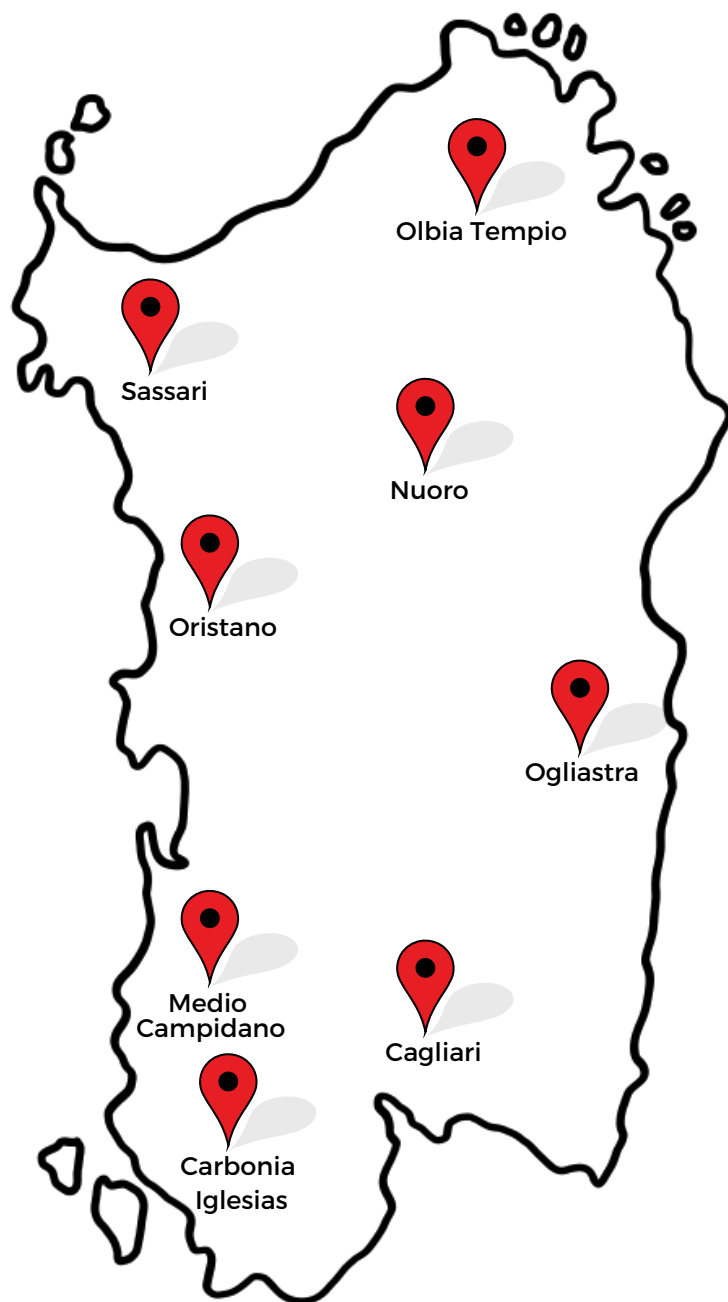 Olbia Tempio
Sassari
Nuoro
Oristano
Ogliastra
Medio
Campidano
Cagliari
Carbonia
Iglesias